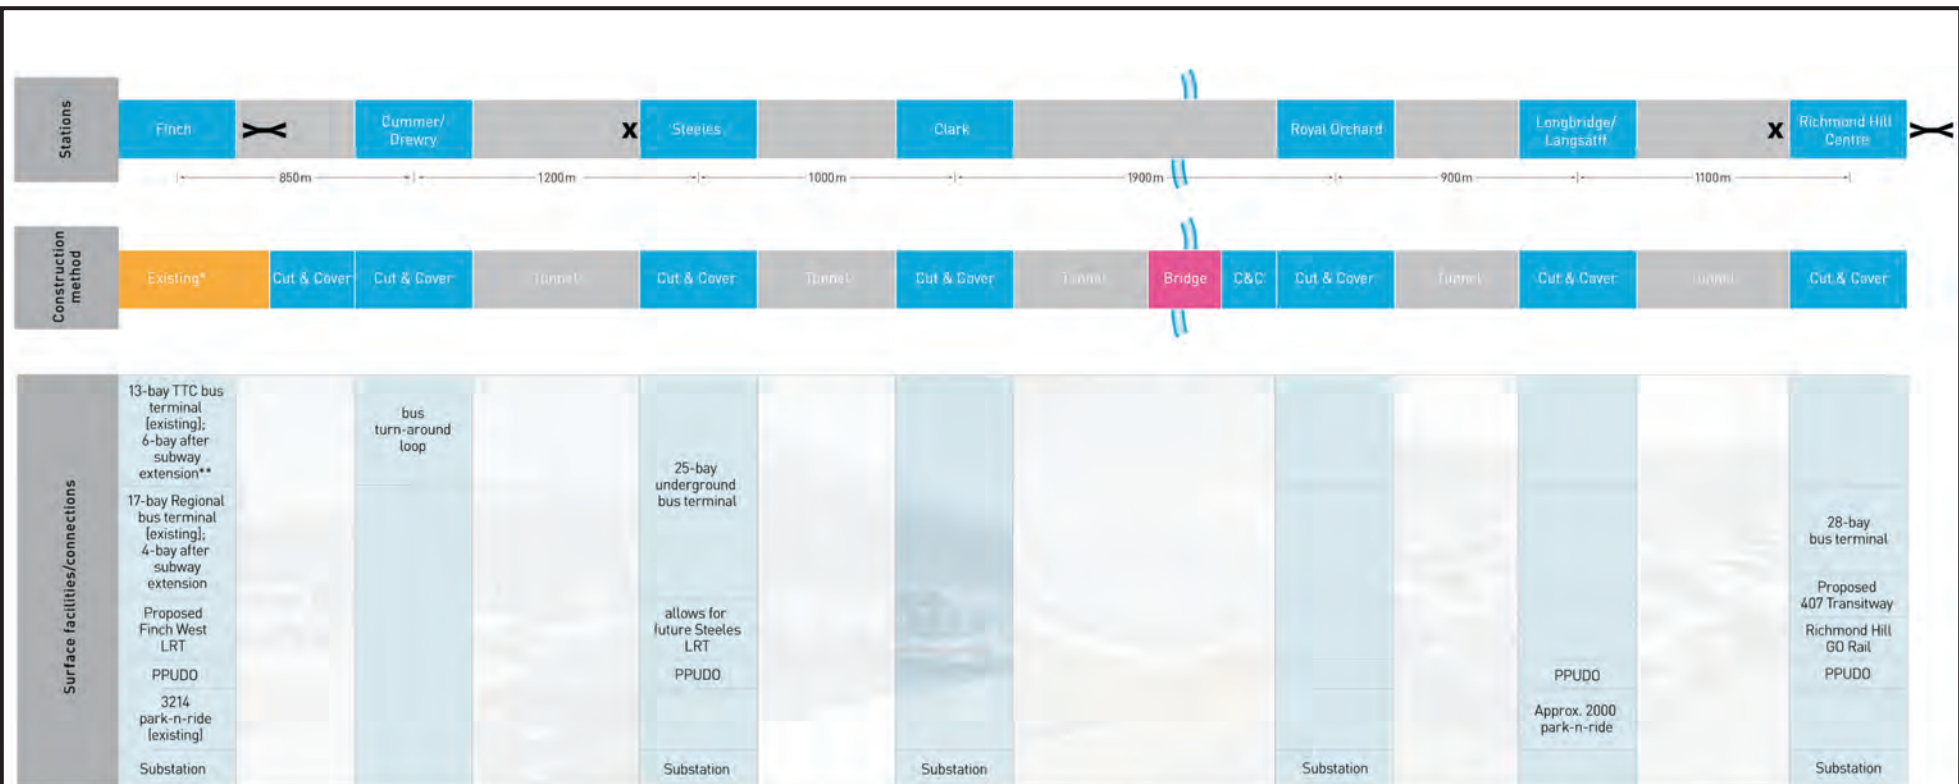 Stations
Finch
Cummer/
Drewry
X
Steeles
Clark
Royal Orchard
Longbridge/
Langsatff
X
Richmond Hill
Centre
850m
1200m
1000m
1900m
900m
1100m
Construction
method
Existing*
Cut & Cover
Cut & Cover
Tunnel
Cut & Cover
Tunnel
Cut & Cover
Tunnel
Bridge
C&C
Cut & Cover
Tunnel
Cut & Cover
Tunnel
Cut & Cover
Surface facilities/connections
13-bay TTC bus
terminal
(existing);
6-bay after
subway
extension**
17-bay Regional
bus terminal
(existing);
4-bay after
subway
extension
Proposed
Finch West
LRT
PPUDO
3214
park-n-ride
(existing)
Substation
bus
turn-around
loop
25-bay
underground
bus terminal
allows for
future Steeles
LRT
PPUDO
Substation
Substation
Substation
PPUDO
Approx. 2000
park-n-ride
28-bay
bus terminal
Proposed
407 Transitway
Richmond Hill
GO Rail
PPUDO
Substation